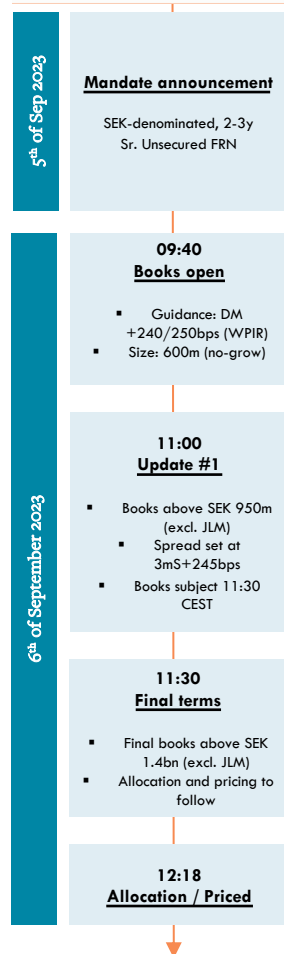 5th of Sep 2023
Mandate announcement
SEK-denominated, 2-3y
Sr. Unsecured FRN
6th of September 2023
09:40
Books open
▪ Guidance: DM
+240/250bps (WPIR)
▪ Size: 600m (no-grow)
11:00
Update #1
▪ Books above SEK 950m
(excl. JLM)
▪ Spread set at
3mS+245bps
▪ Books subject 11:30
CEST
11:30
Final terms
▪ Final books above SEK
1.4bn (excl. JLM)
▪ Allocation and pricing to
follow
12:18
Allocation / Priced